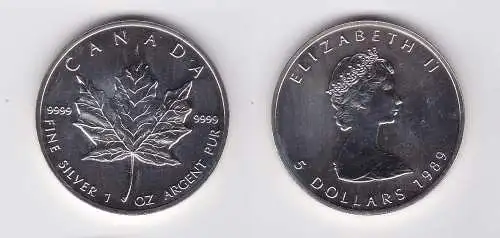 CANADA
9999 9999
FINE SILVER 1 OZ ARGENT PUR
ELIZABETH II
5 DOLLARS 1989